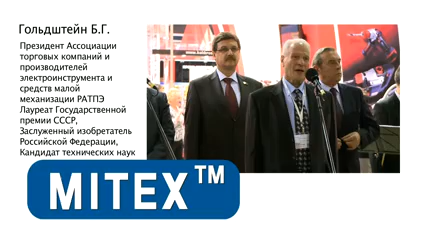 Гольдштейн Б.Г.
Президент Ассоциации
торговых компаний и
производителей
электроинструмента и
средств малой
механизации РАТПЭ
Лауреат Государственной
премии СССР,
Заслуженный изобретатель
Российской Федерации,
Кандидат технических наук
MITEX™